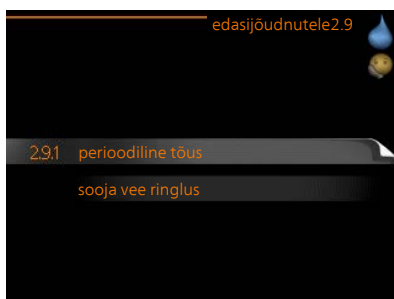 edasijõudnutele2.9
2.9.1 perioodiline tõus
sooja vee ringlus